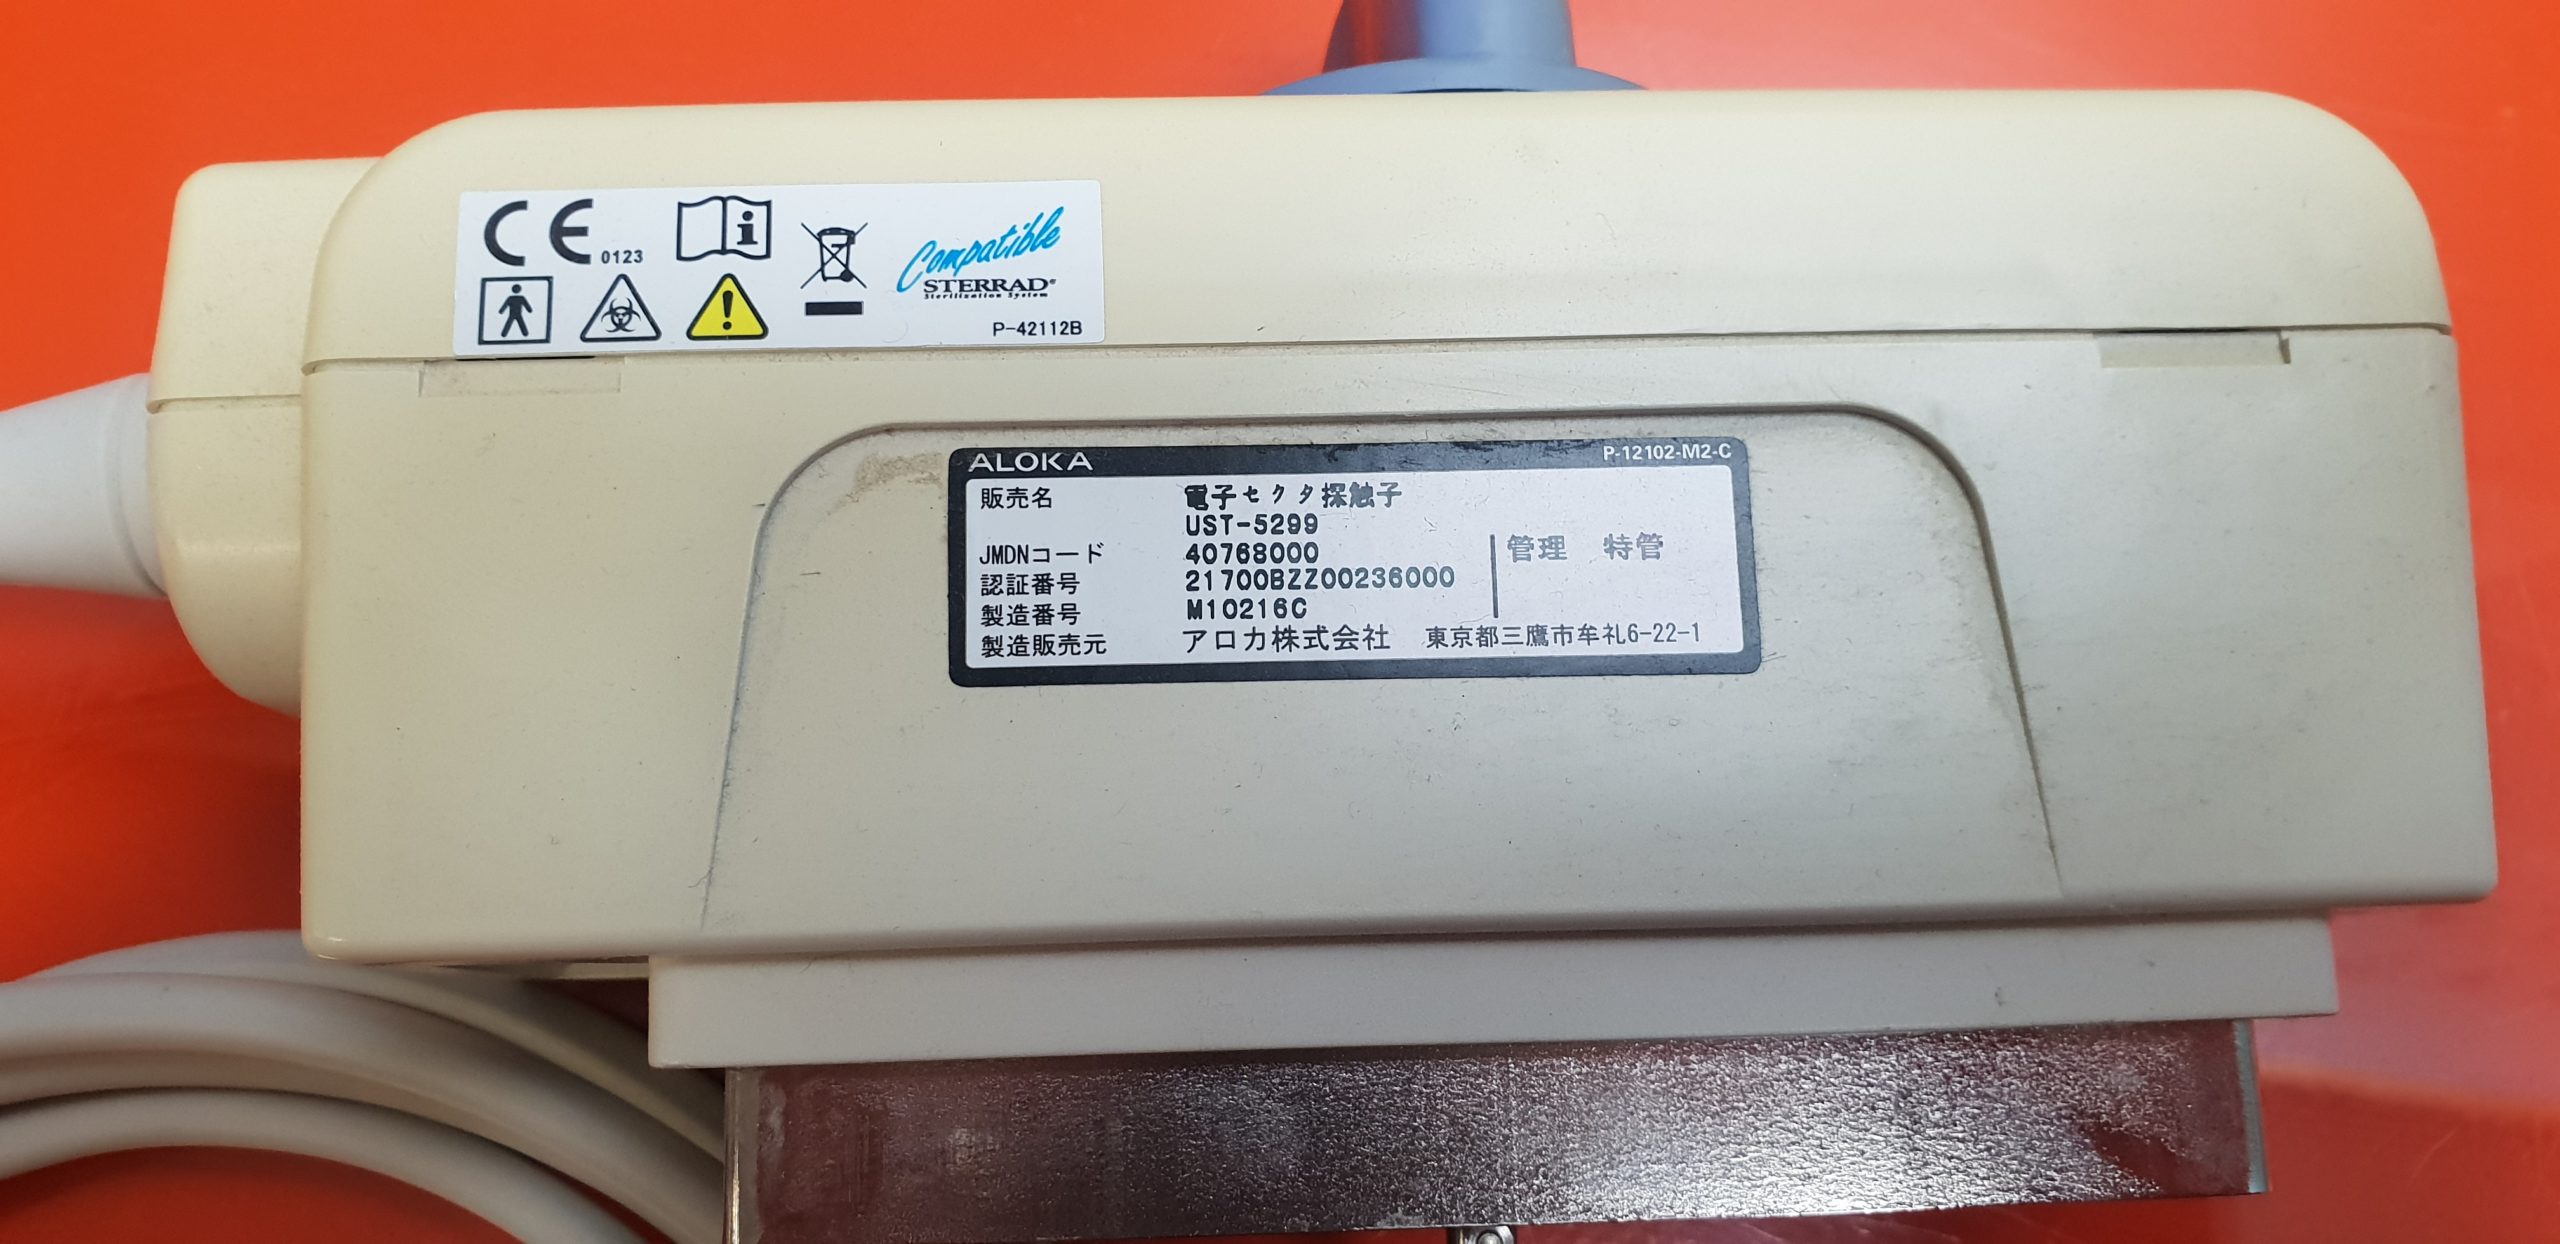 CE 0123
Compatible
STERRAD®
Sterilization System
P-42112B
ALOKA P-12102-M2-C
販売名 電子セクタ探触子
UST-5299
JMDNコード 40768000 管理 特管
認証番号 21700BZZ00236000
製造番号 M10216C
製造販売元 アロカ株式会社 東京都三鷹市牟礼6-22-1